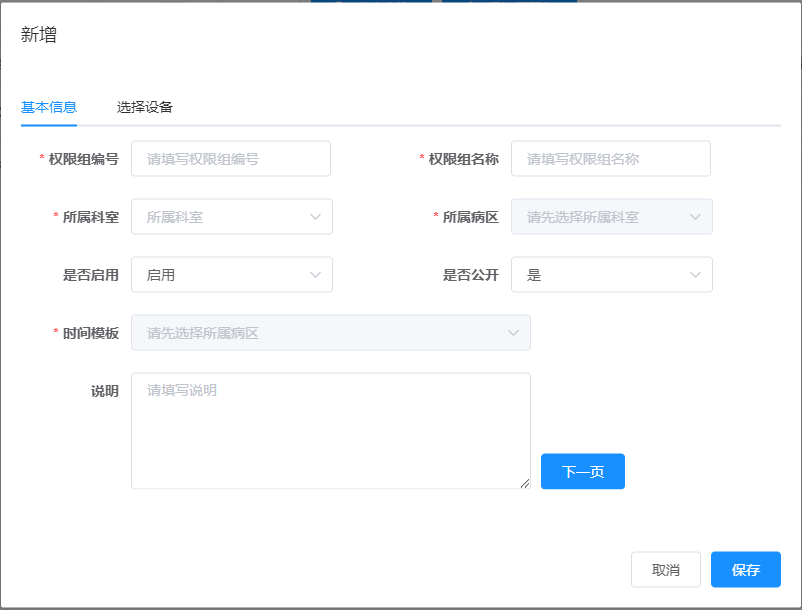 新增
基本信息 选择设备
* 权限组编号 请填写权限组编号 * 权限组名称 请填写权限组名称
* 所属科室 所属科室 * 所属病区 请先选择所属科室
是否启用 启用 是否公开 是
* 时间模板 请先选择所属病区
说明 请填写说明
下一页
取消 保存